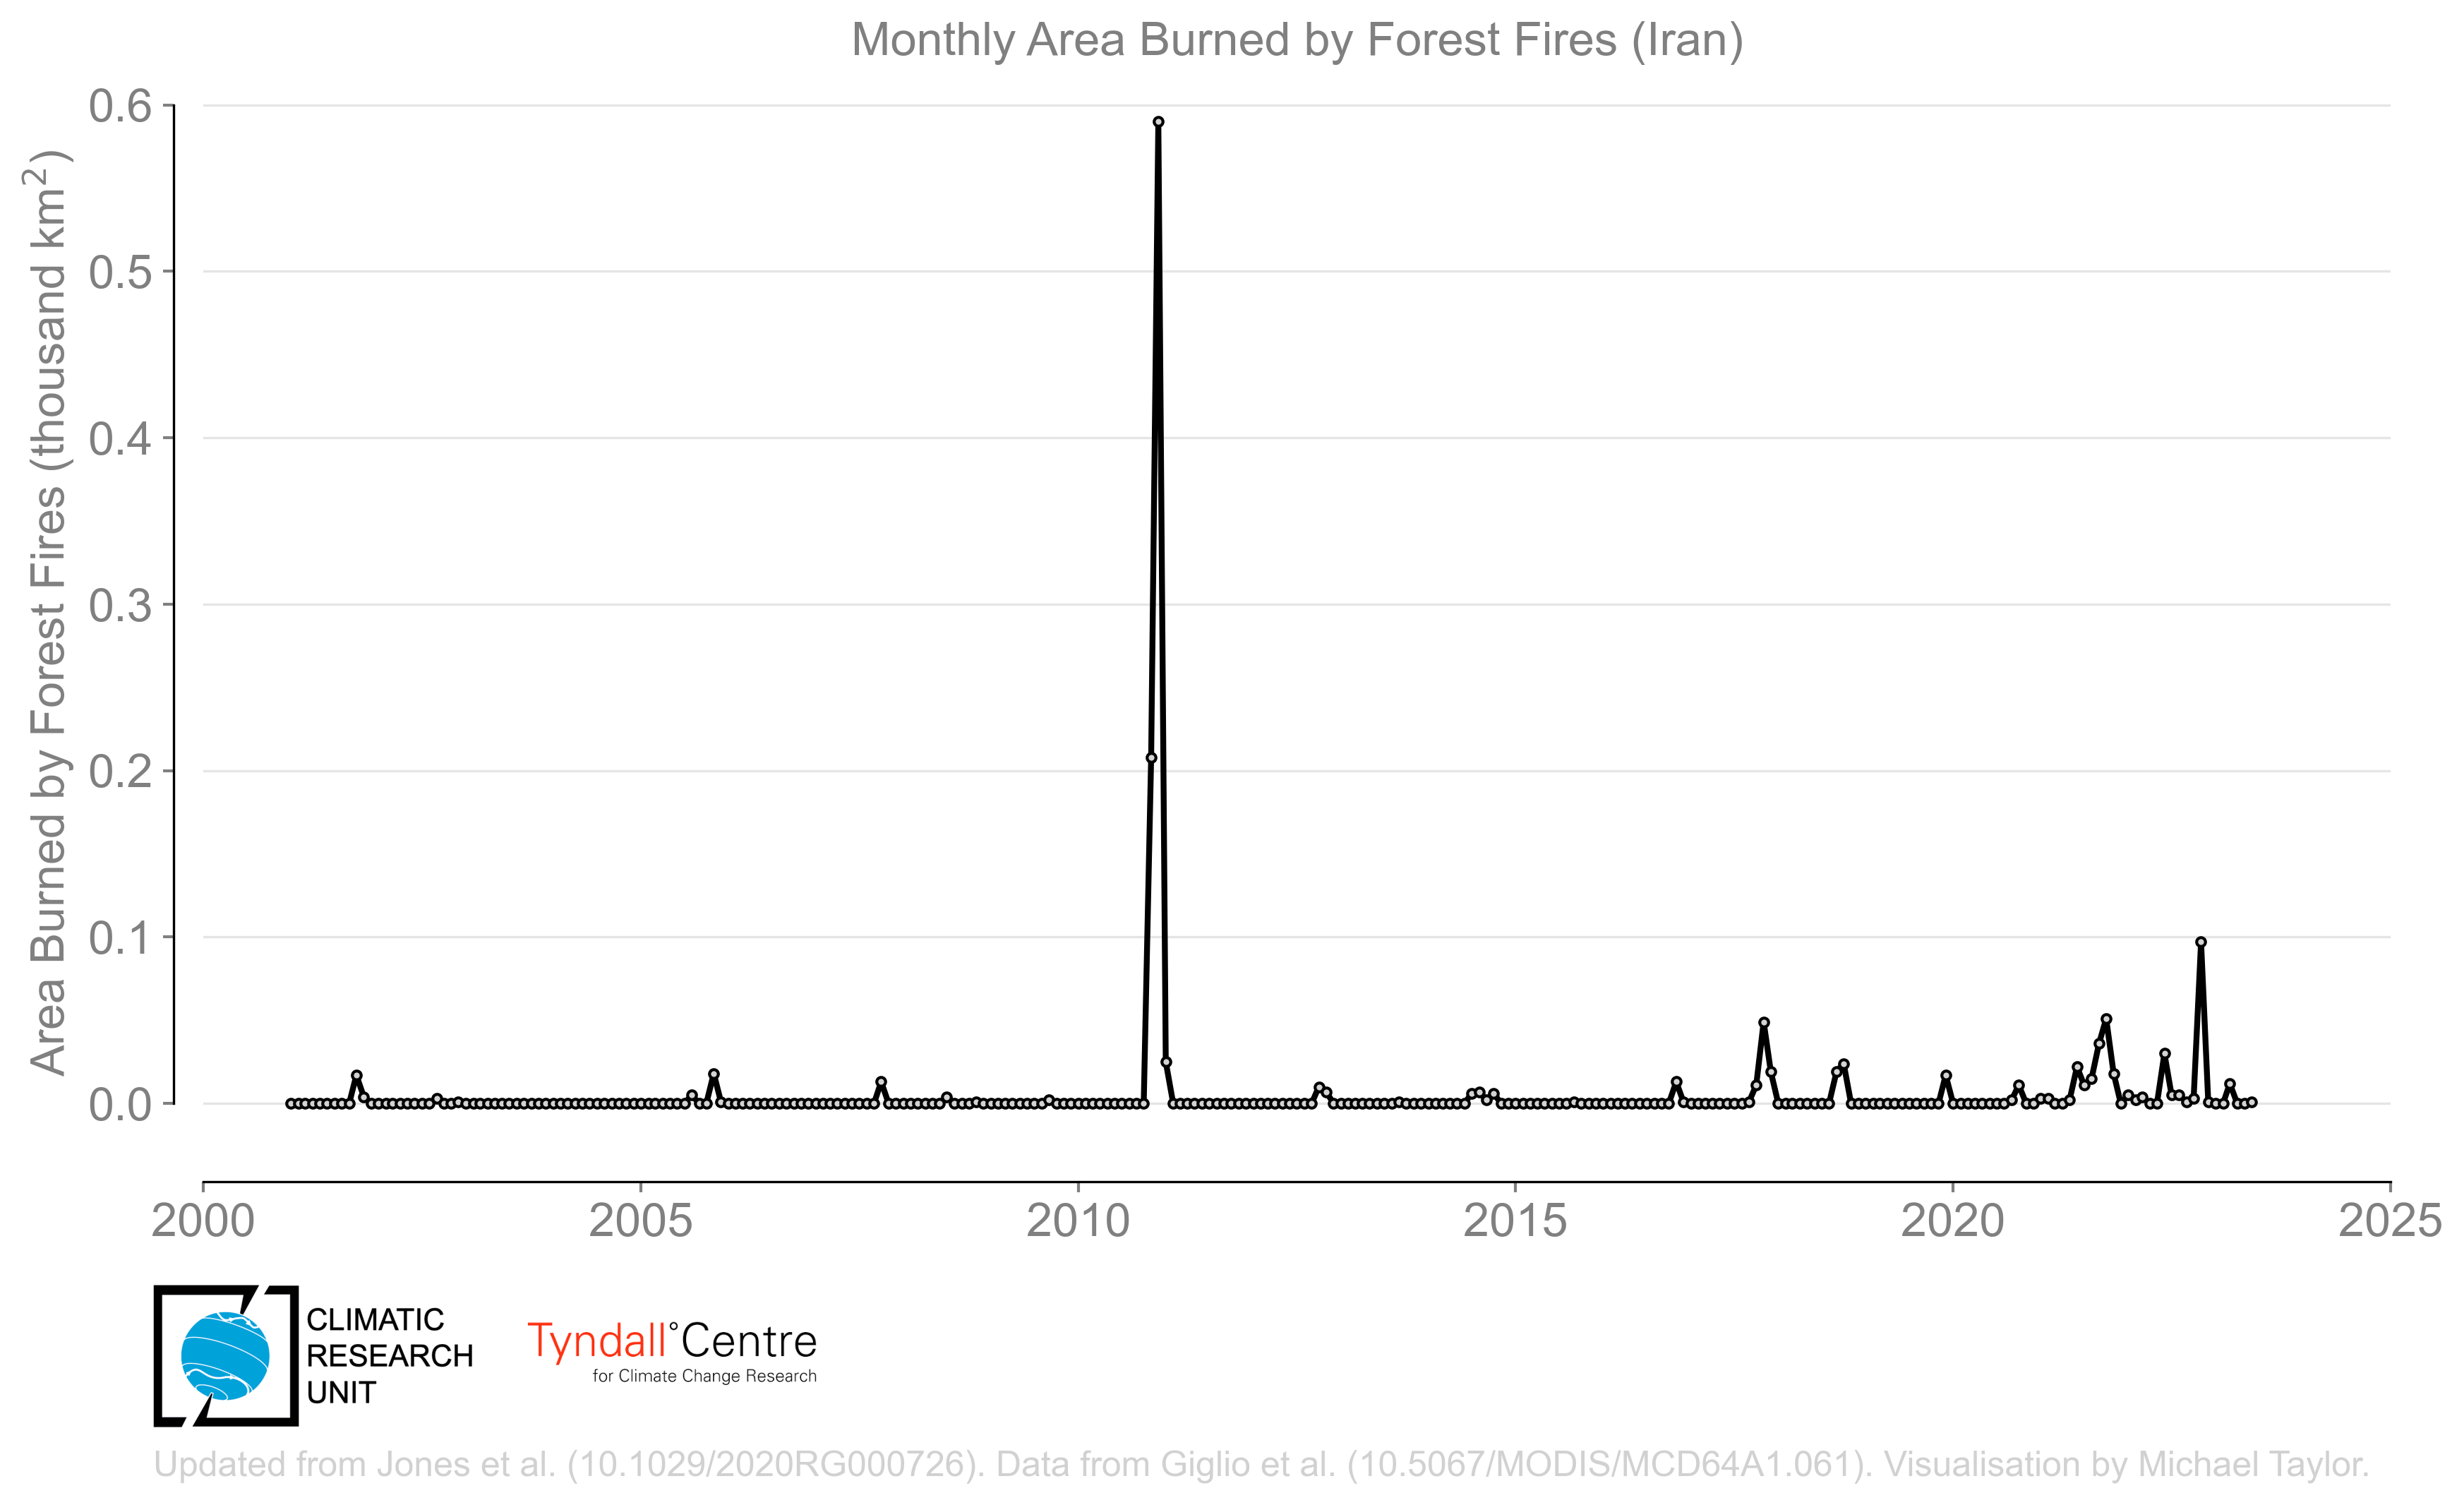 Monthly Area Burned by Forest Fires (Iran)
Area Burned by Forest Fires (thousand km²)
0.6
0.5
0.4
0.3
0.2
0.1
0.0
2000 2005 2010 2015 2020 2025
CLIMATIC
RESEARCH
UNIT
Tyndall°Centre
for Climate Change Research
Updated from Jones et al. (10.1029/2020RG000726). Data from Giglio et al. (10.5067/MODIS/MCD64A1.061). Visualisation by Michael Taylor.